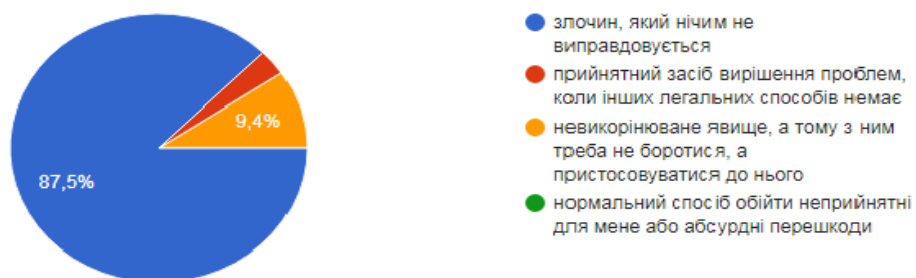 злочин, який нічим не
виправдовується
прийнятний засіб вирішення проблем,
коли інших легальних способів немає
невикорінюване явище, а тому з ним
треба не боротися, а
пристосовуватися до нього
нормальний спосіб обійти неприйнятні
для мене або абсурдні перешкоди
9,4%
87,5%